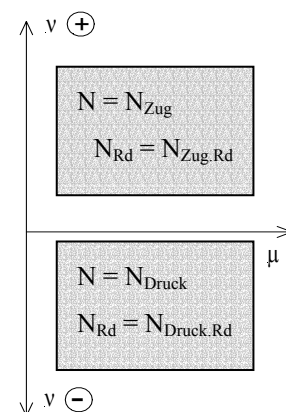 ν +
N = N_Zug
N_Rd = N_Zug.Rd
μ
N = N_Druck
N_Rd = N_Druck.Rd
ν −